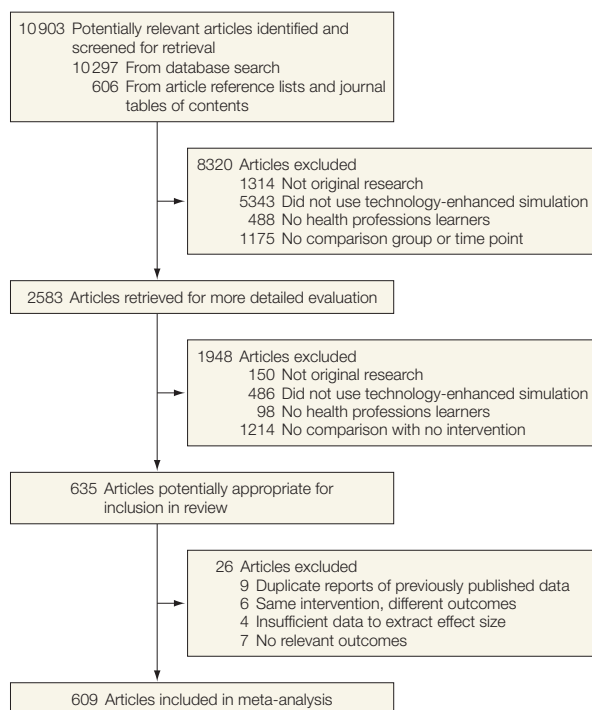 10903 Potentially relevant articles identified and
screened for retrieval
10297 From database search
606 From article reference lists and journal
tables of contents
8320 Articles excluded
1314 Not original research
5343 Did not use technology-enhanced simulation
488 No health professions learners
1175 No comparison group or time point
2583 Articles retrieved for more detailed evaluation
1948 Articles excluded
150 Not original research
486 Did not use technology-enhanced simulation
98 No health professions learners
1214 No comparison with no intervention
635 Articles potentially appropriate for
inclusion in review
26 Articles excluded
9 Duplicate reports of previously published data
6 Same intervention, different outcomes
4 Insufficient data to extract effect size
7 No relevant outcomes
609 Articles included in meta-analysis